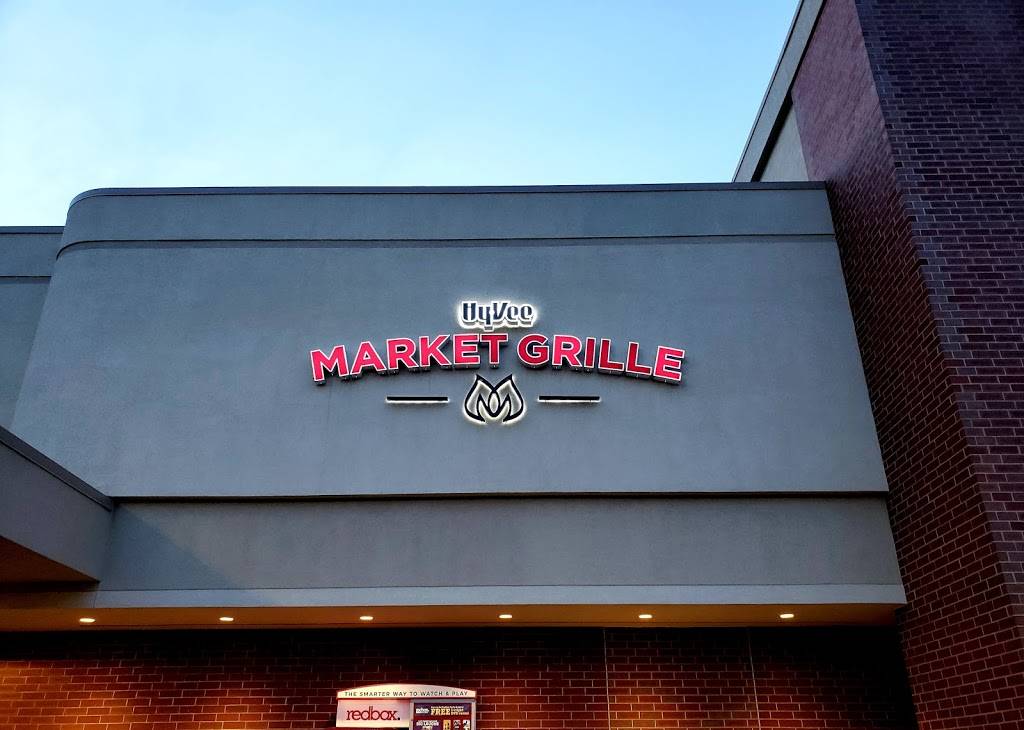 HyVee
MARKET GRILLE
THE SMARTER WAY TO WATCH & PLAY
redbox.
FREE